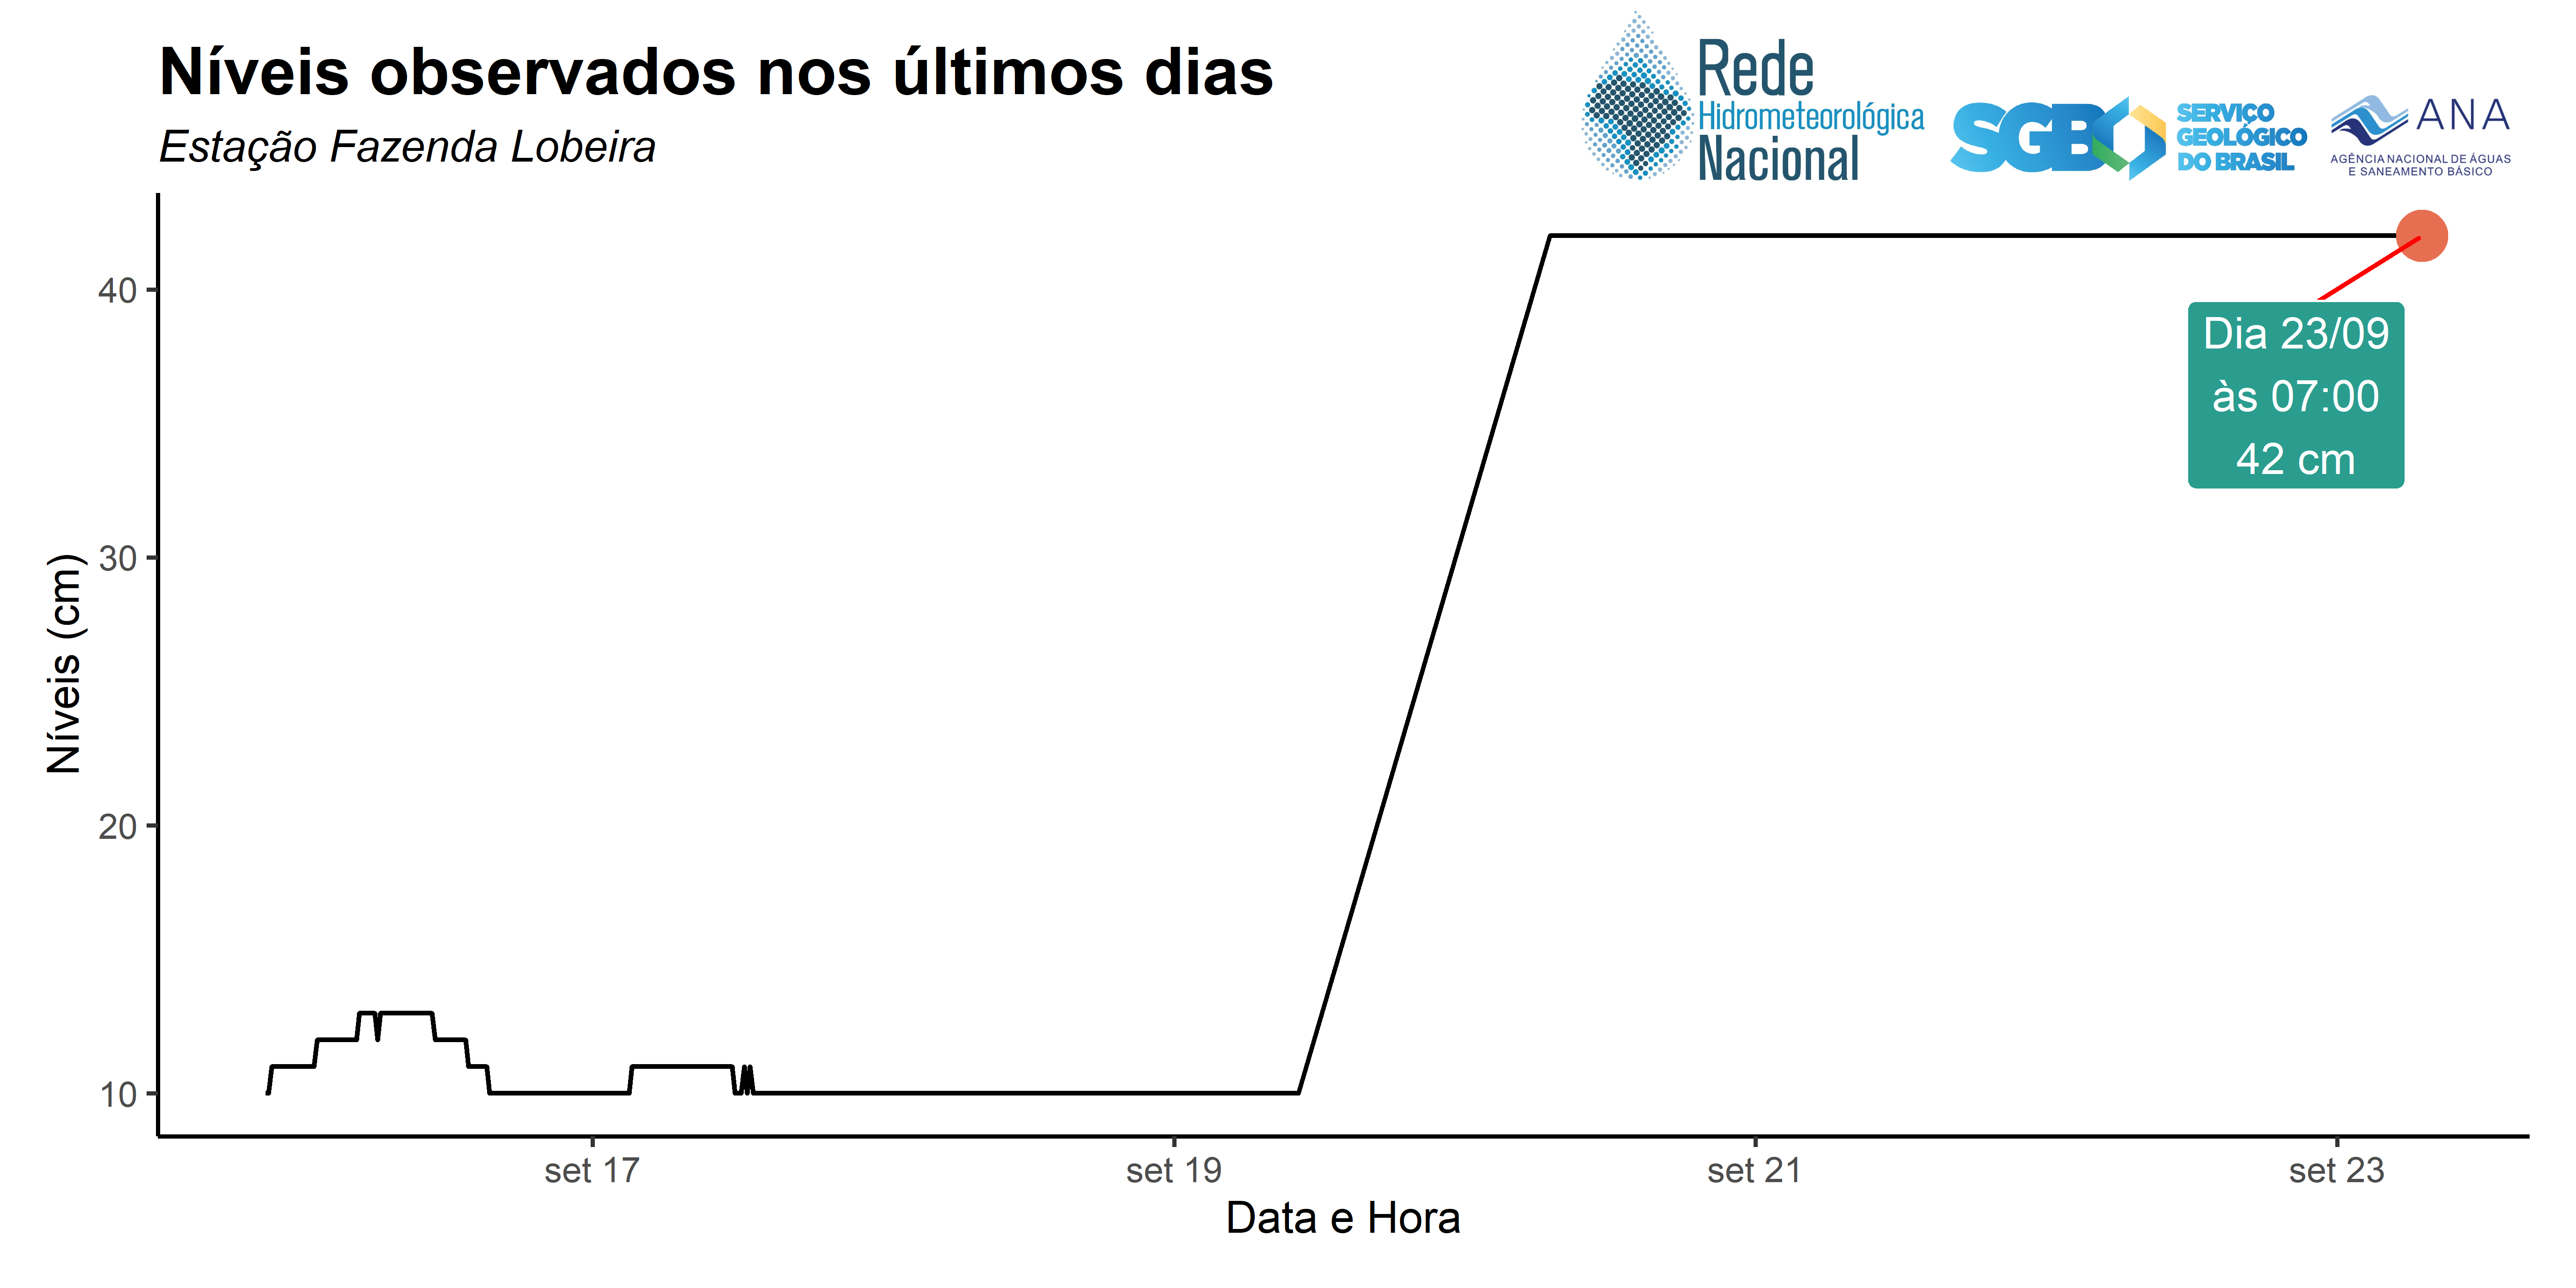 Níveis observados nos últimos dias
Estação Fazenda Lobeira
Rede
Hidrometeorológica
Nacional
SGB
SERVIÇO
GEOLÓGICO
DO BRASIL
ANA
AGÊNCIA NACIONAL DE ÁGUAS
E SANEAMENTO BÁSICO
Níveis (cm)
40
30
20
10
Dia 23/09
às 07:00
42 cm
set 17
set 19
set 21
set 23
Data e Hora